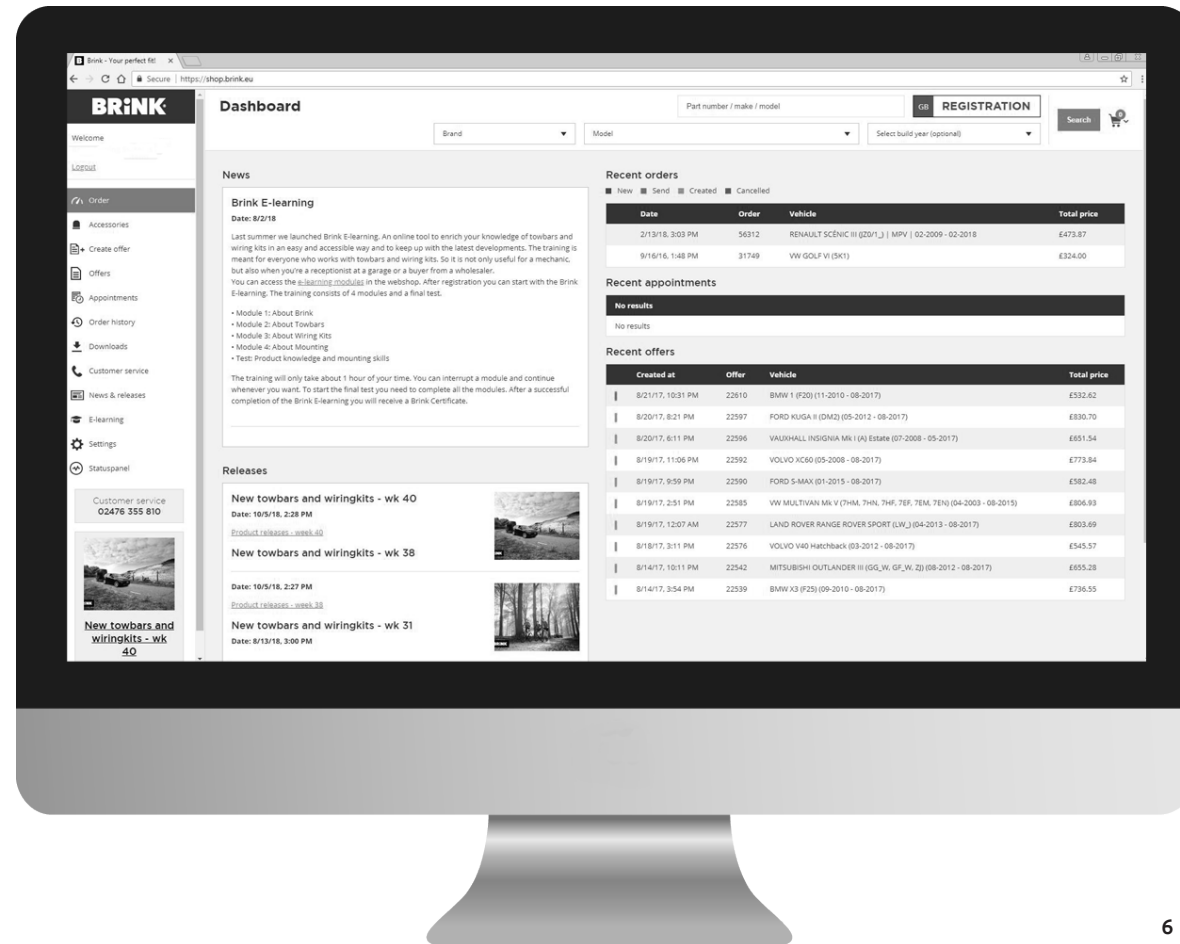 Brink - Your perfect fit!
Secure | https://shop.brink.eu
BRINK
Welcome
Logout
Order
Accessories
Create offer
Offers
Appointments
Order history
Downloads
Customer service
News & releases
E-learning
Settings
Statuspanel
Customer service
02476 355 810
New towbars and
wiringkits - wk
40
Dashboard
Part number / make / model
GB REGISTRATION
Search
0
Brand
Model
Select build year (optional)
News
Brink E-learning
Date: 8/2/18
Last summer we launched Brink E-learning. An online tool to enrich your knowledge of towbars and
wiring kits in an easy and accessible way and to keep up with the latest developments. The training is
meant for everyone who works with towbars and wiring kits. So it is not only useful for a mechanic,
but also when you're a receptionist at a garage or a buyer from a wholesaler.
You can access the e-learning modules in the webshop. After registration you can start with the Brink
E-learning. The training consists of 4 modules and a final test.
• Module 1: About Brink
• Module 2: About Towbars
• Module 3: About Wiring Kits
• Module 4: About Mounting
• Test: Product knowledge and mounting skills
The training will only take about 1 hour of your time. You can interrupt a module and continue
whenever you want. To start the final test you need to complete all the modules. After a successful
completion of the Brink E-learning you will receive a Brink Certificate.
Releases
New towbars and wiringkits - wk 40
Date: 10/5/18, 2:28 PM
Product releases - week 40
New towbars and wiringkits - wk 38
Date: 10/5/18, 2:27 PM
Product releases - week 38
New towbars and wiringkits - wk 31
Date: 8/13/18, 3:00 PM
Recent orders
New Send Created Cancelled
Date Order Vehicle Total price
2/13/18, 3:03 PM 56312 RENAULT SCÉNIC III (JZ0/1_) | MPV | 02-2009 - 02-2018 £473.87
9/16/16, 1:48 PM 31749 VW GOLF VI (5K1) £324.00
Recent appointments
No results
No results
Recent offers
Created at Offer Vehicle Total price
8/21/17, 10:31 PM 22610 BMW 1 (F20) (11-2010 - 08-2017) £532.62
8/20/17, 8:21 PM 22597 FORD KUGA II (DM2) (05-2012 - 08-2017) £830.70
8/20/17, 6:11 PM 22596 VAUXHALL INSIGNIA Mk I (A) Estate (07-2008 - 05-2017) £651.54
8/19/17, 11:06 PM 22592 VOLVO XC60 (05-2008 - 08-2017) £773.84
8/19/17, 9:59 PM 22590 FORD S-MAX (01-2015 - 08-2017) £582.48
8/19/17, 2:51 PM 22585 VW MULTIVAN Mk V (7HM, 7HN, 7HF, 7EF, 7EM, 7EN) (04-2003 - 08-2015) £806.93
8/19/17, 12:07 AM 22577 LAND ROVER RANGE ROVER SPORT (LW_) (04-2013 - 08-2017) £803.69
8/18/17, 3:11 PM 22576 VOLVO V40 Hatchback (03-2012 - 08-2017) £545.57
8/14/17, 10:11 PM 22542 MITSUBISHI OUTLANDER III (GG_W, GF_W, ZJ) (08-2012 - 08-2017) £655.28
8/14/17, 3:54 PM 22539 BMW X3 (F25) (09-2010 - 08-2017) £736.55
6